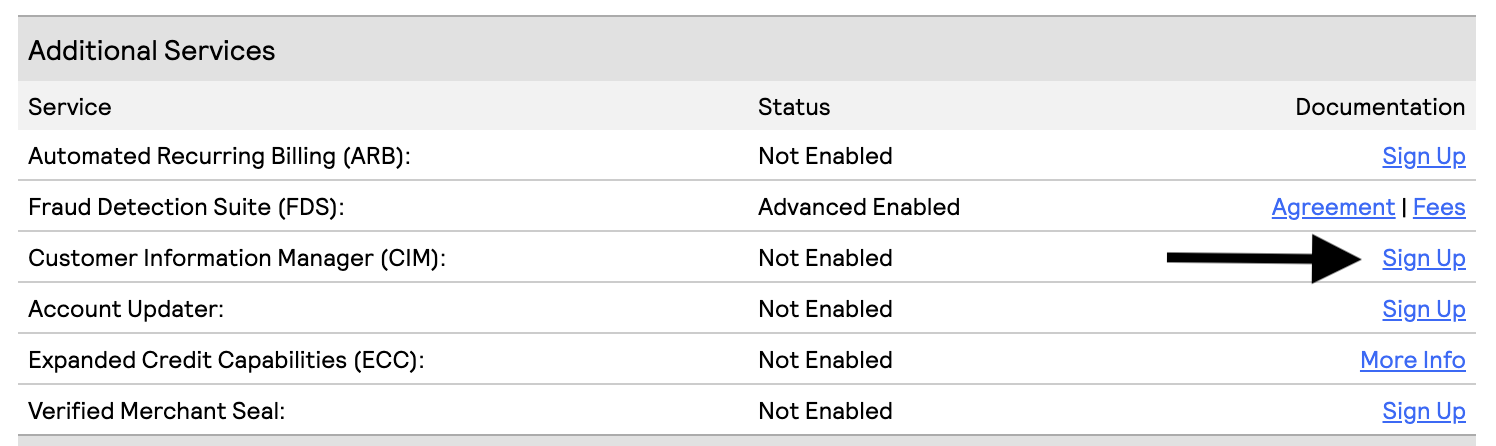 Additional Services
Service Status Documentation
Automated Recurring Billing (ARB): Not Enabled Sign Up
Fraud Detection Suite (FDS): Advanced Enabled Agreement | Fees
Customer Information Manager (CIM): Not Enabled Sign Up
Account Updater: Not Enabled Sign Up
Expanded Credit Capabilities (ECC): Not Enabled More Info
Verified Merchant Seal: Not Enabled Sign Up